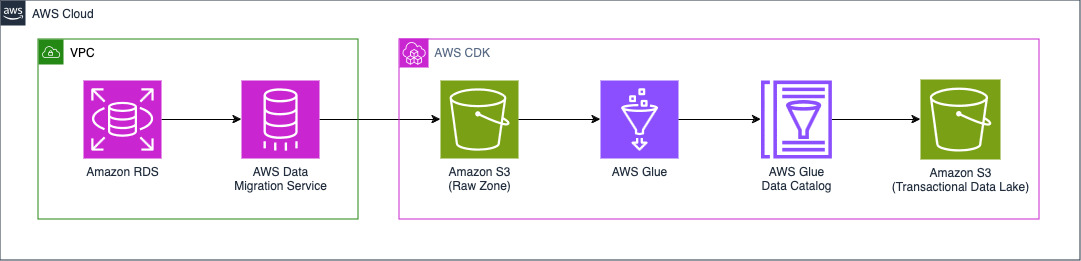 aws
AWS Cloud
VPC
AWS CDK
Amazon RDS
AWS Data
Migration Service
Amazon S3
(Raw Zone)
AWS Glue
AWS Glue
Data Catalog
Amazon S3
(Transactional Data Lake)